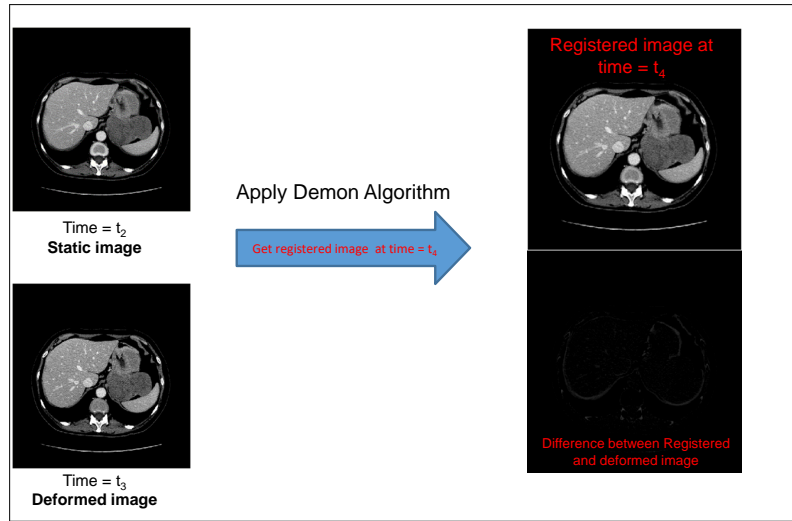 Time = t₂
Static image
Time = t₃
Deformed image
Apply Demon Algorithm
Get registered image at time = t₄
Registered image at
time = t₄
Difference between Registered
and deformed image